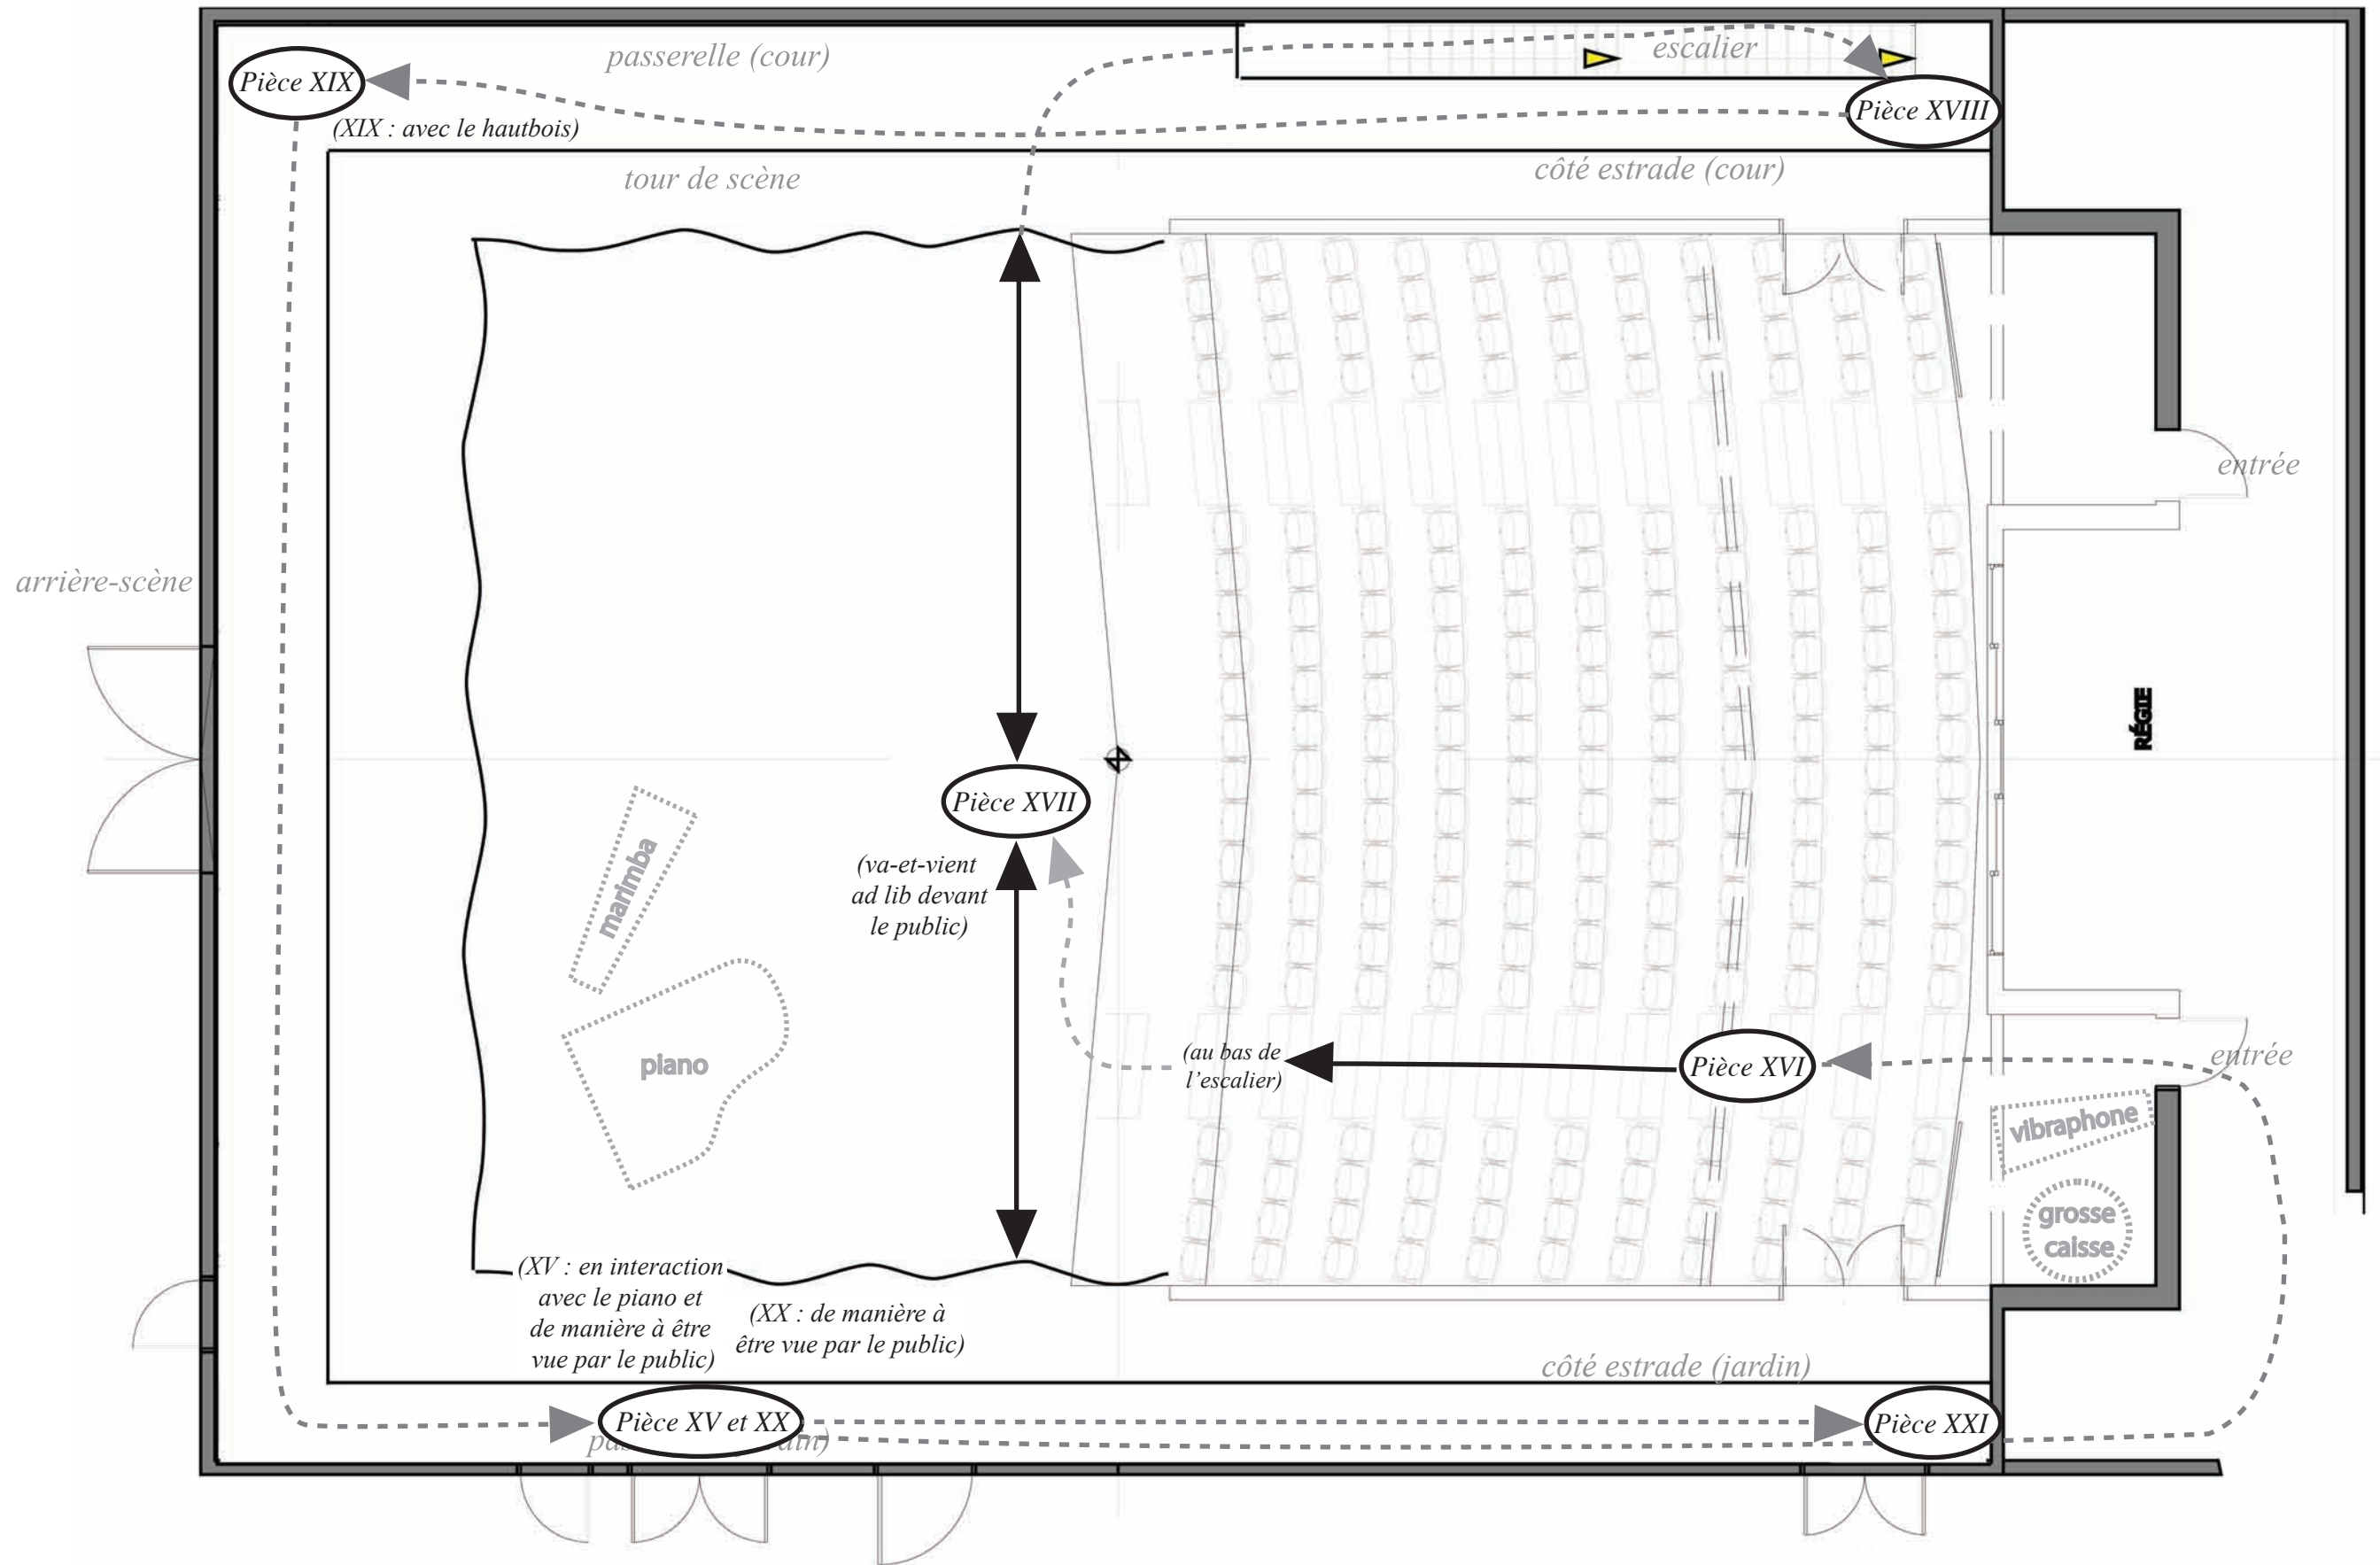 passerelle (cour)
escalier
Pièce XIX
Pièce XVIII
(XIX : avec le hautbois)
tour de scène
côté estrade (cour)
entrée
arrière-scène
RÉGIE
Pièce XVII
marimba
(va-et-vient
ad lib devant
le public)
piano
(au bas de
l’escalier)
Pièce XVI
entrée
vibraphone
grosse
caisse
(XV : en interaction
avec le piano et
de manière à être
vue par le public)
(XX : de manière à
être vue par le public)
côté estrade (jardin)
Pièce XV et XX
Pièce XXI